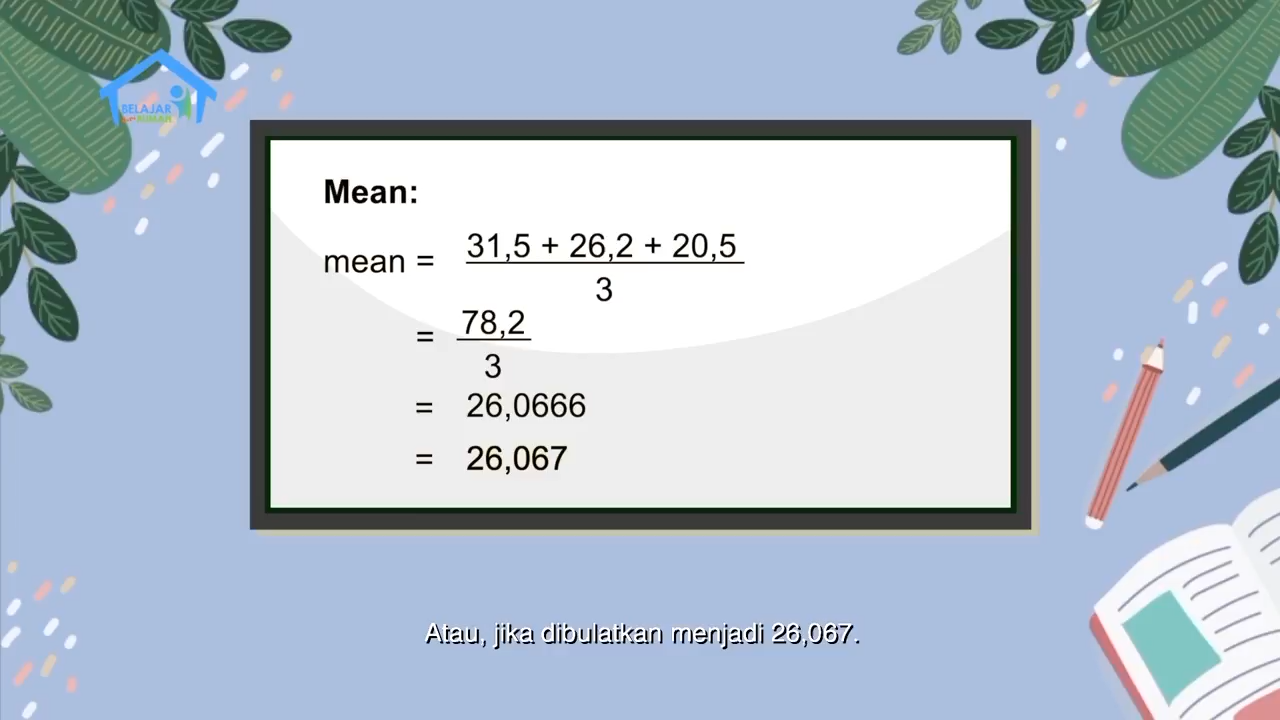 BELAJAR
RUMAH
Mean:
mean = 31,5 + 26,2 + 20,5
3
= 78,2
3
= 26,0666
= 26,067
Atau, jika dibulatkan menjadi 26,067.